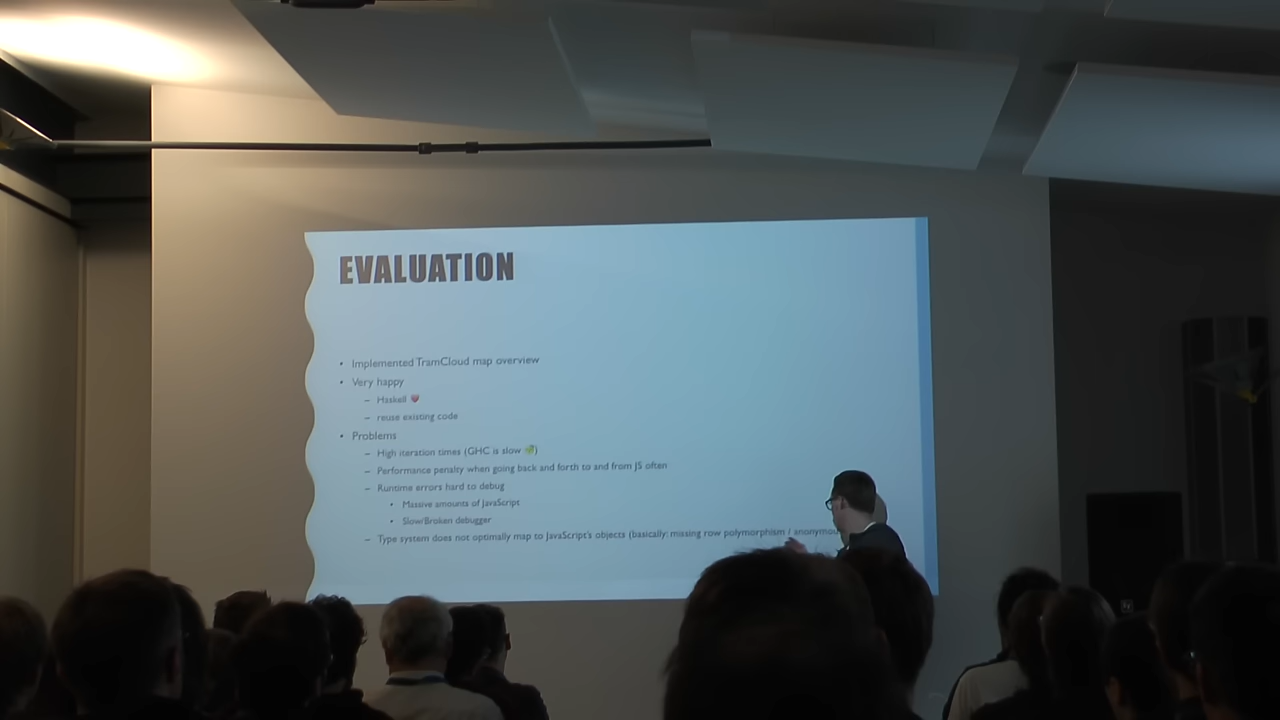 EVALUATION
• Implemented TramCloud map overview
• Very happy
– Haskell ❤
– reuse existing code
• Problems
– High iteration times (GHC is slow 🐢)
– Performance penalty when going back and forth to and from JS often
– Runtime errors hard to debug
• Massive amounts of JavaScript
• Slow/Broken debugger
– Type system does not optimally map to JavaScript's objects (basically: missing row polymorphism /